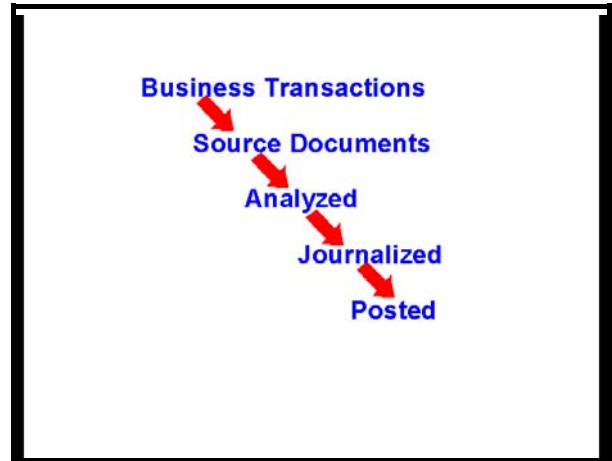 Business Transactions
Source Documents
Analyzed
Journalized
Posted